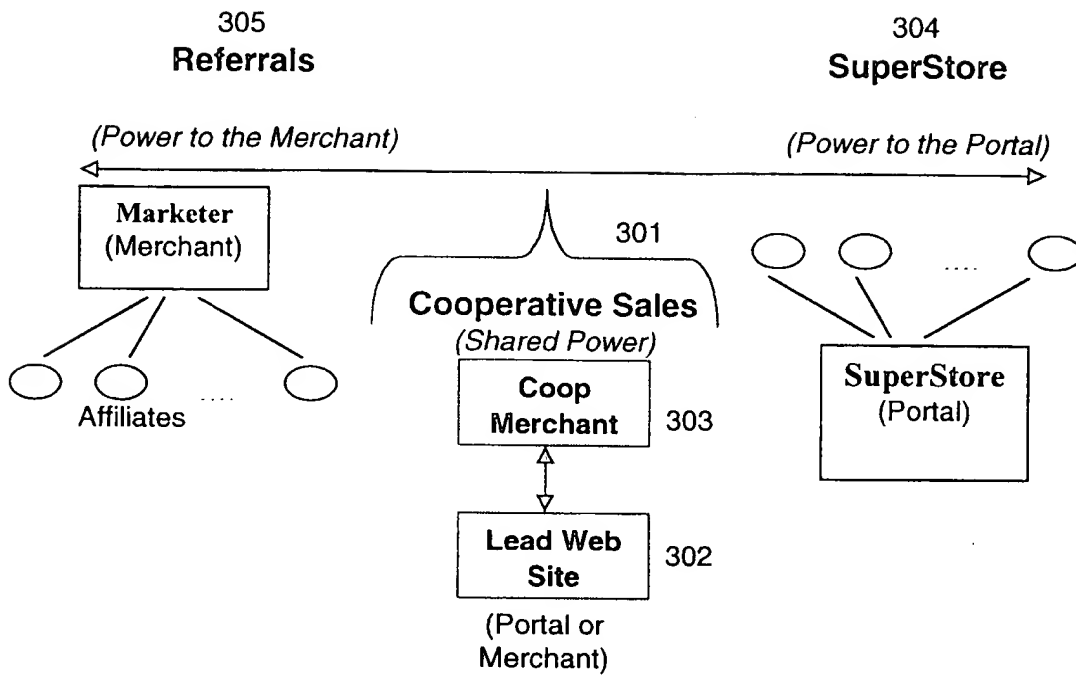 305
Referrals
304
SuperStore
(Power to the Merchant)
(Power to the Portal)
Marketer
(Merchant)
....
Affiliates
301
Cooperative Sales
(Shared Power)
Coop
Merchant
303
Lead Web
Site
302
(Portal or
Merchant)
....
SuperStore
(Portal)